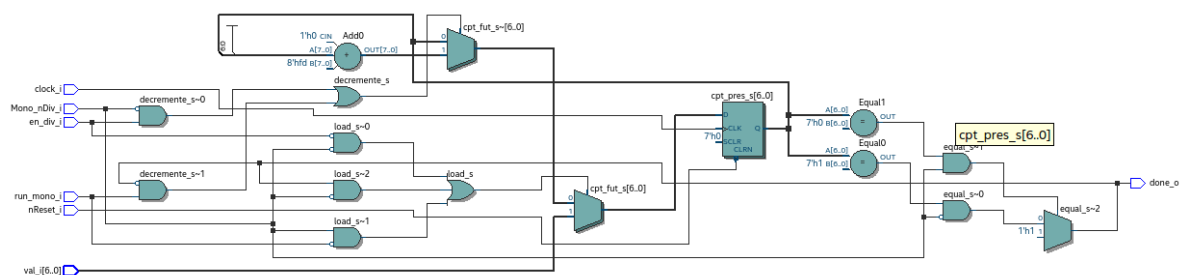 cpt_fut_s~[6..0]
1'h0 CIN
Add0
0
A[7..0]
OUT[7..0]
1
+
8'hfd B[7..0]
clock_i
decremente_s
cpt_pres_s[6..0]
Mono_nDiv_i
decremente_s~0
en_div_i
load_s~0
D
CLK
Q
7'h0
SCLR
CLRN
A[6..0]
Equal1
OUT
7'h0 B[6..0]
=
cpt_pres_s[6..0]
equal_s~1
A[6..0]
Equal0
OUT
7'h1 B[6..0]
=
decremente_s~1
load_s~2
load_s
cpt_fut_s[6..0]
0
1
done_o
run_mono_i
nReset_i
equal_s~0
equal_s~2
load_s~1
0
1'h1
1
val_i[6..0]